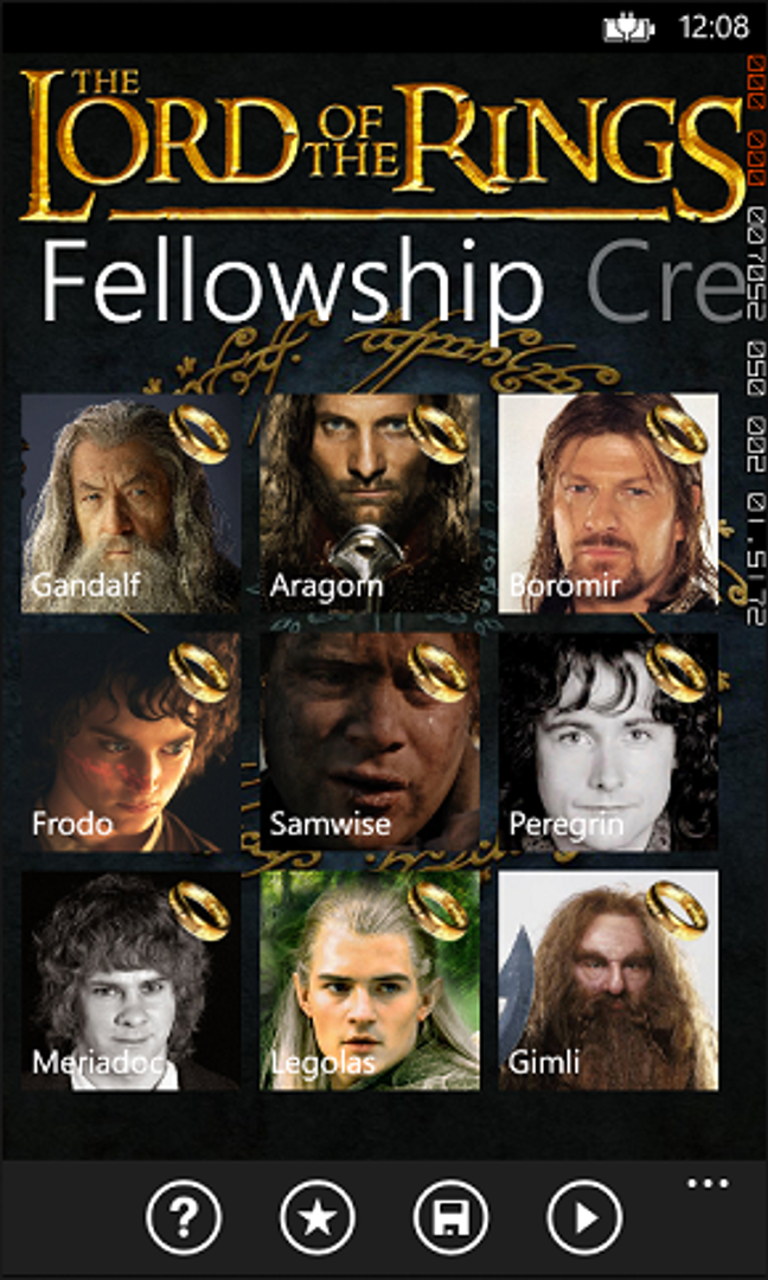 12:08
THE LORD OF THE RINGS
Fellowship Cre
Gandalf
Aragorn
Boromir
Frodo
Samwise
Peregrin
Meriadoc
Legolas
Gimli
?